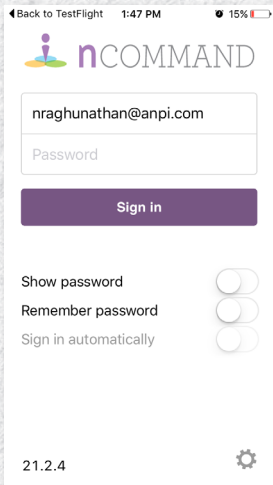 Back to TestFlight 1:47 PM 15%
nCOMMAND
nraghunathan@anpi.com
Password
Sign in
Show password
Remember password
Sign in automatically
21.2.4